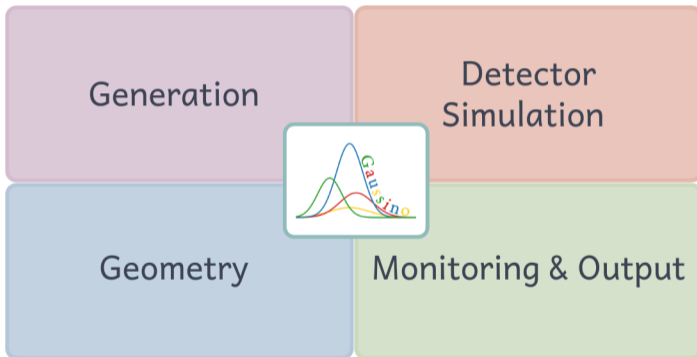 Generation
Detector
Simulation
Gaussino
Geometry
Monitoring & Output